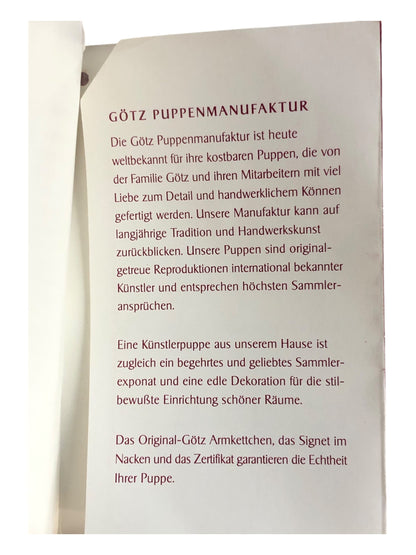 GÖTZ PUPPENMANUFAKTUR
Die Götz Puppenmanufaktur ist heute
weltbekannt für ihre kostbaren Puppen, die von
der Familie Götz und ihren Mitarbeitern mit viel
Liebe zum Detail und handwerklichem Können
gefertigt werden. Unsere Manufaktur kann auf
langjährige Tradition und Handwerkskunst
zurückblicken. Unsere Puppen sind original-
getreue Reproduktionen international bekannter
Künstler und entsprechen höchsten Sammler-
ansprüchen.
Eine Künstlerpuppe aus unserem Hause ist
zugleich ein begehrtes und geliebtes Sammler-
exponat und eine edle Dekoration für die stil-
bewußte Einrichtung schöner Räume.
Das Original-Götz Armkettchen, das Signet im
Nacken und das Zertifikat garantieren die Echtheit
Ihrer Puppe.